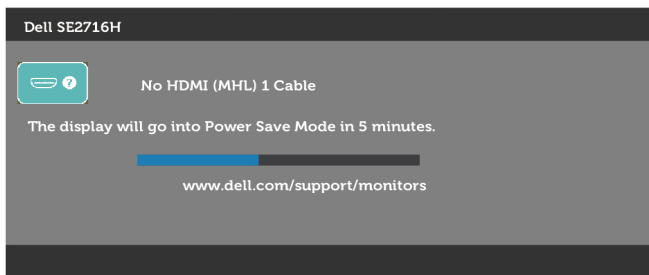 Dell SE2716H
?
No HDMI (MHL) 1 Cable
The display will go into Power Save Mode in 5 minutes.
www.dell.com/support/monitors